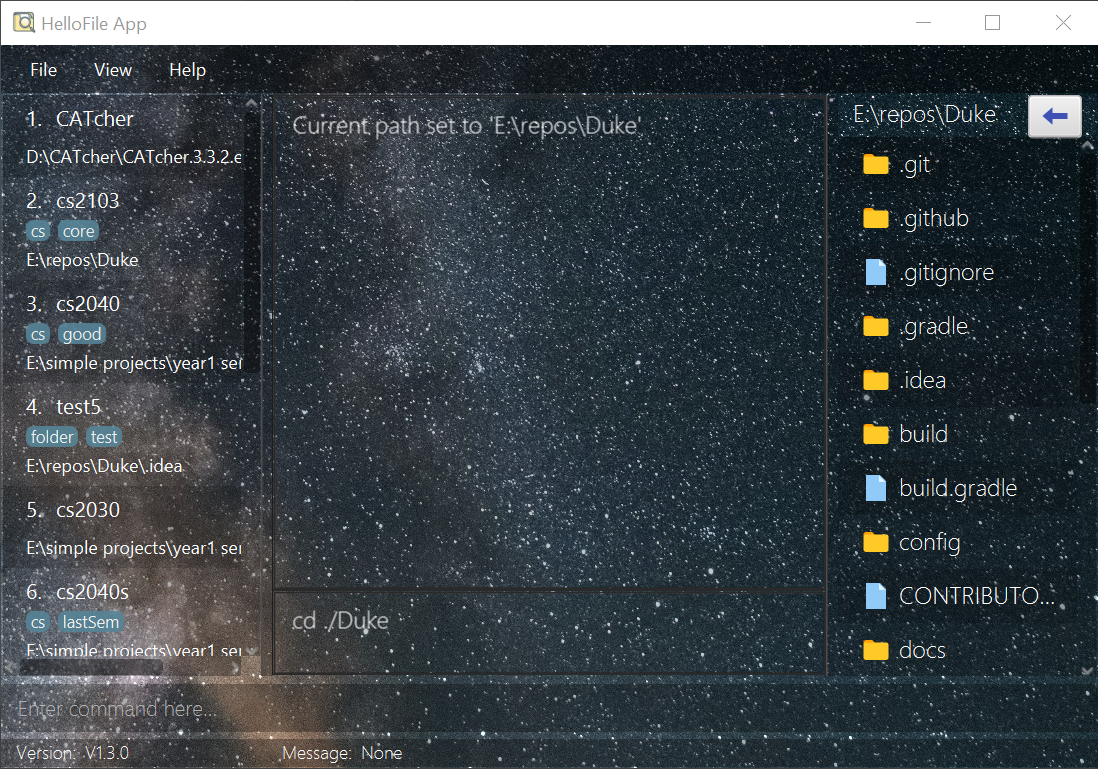 HelloFile App
File View Help
1. CATcher
D:\CATcher\CATcher.3.3.2.e
2. cs2103
cs core
E:\repos\Duke
3. cs2040
cs good
E:\simple projects\year1 ser
4. test5
folder test
E:\repos\Duke\.idea
5. cs2030
E:\simple projects\year1 ser
6. cs2040s
cs lastSem
E:\simple projects\year1 ser
Current path set to 'E:\repos\Duke'
cd ./Duke
E:\repos\Duke
.git
.github
.gitignore
.gradle
.idea
build
build.gradle
config
CONTRIBUTO...
docs
Enter command here...
Version: V1.3.0
Message: None